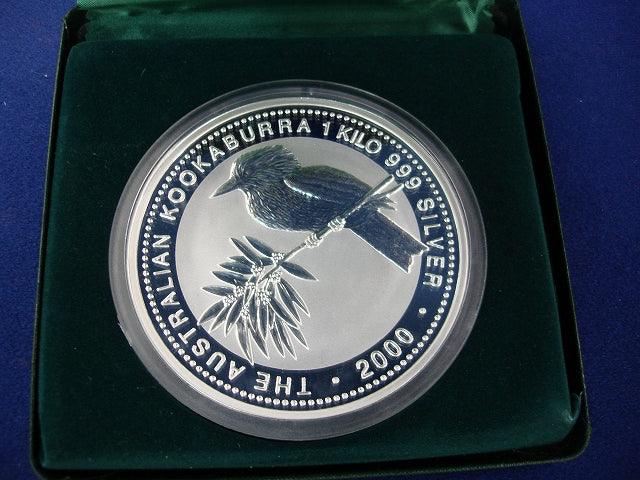 THE AUSTRALIAN KOOKABURRA 1 KILO 999 SILVER · 2000 ·